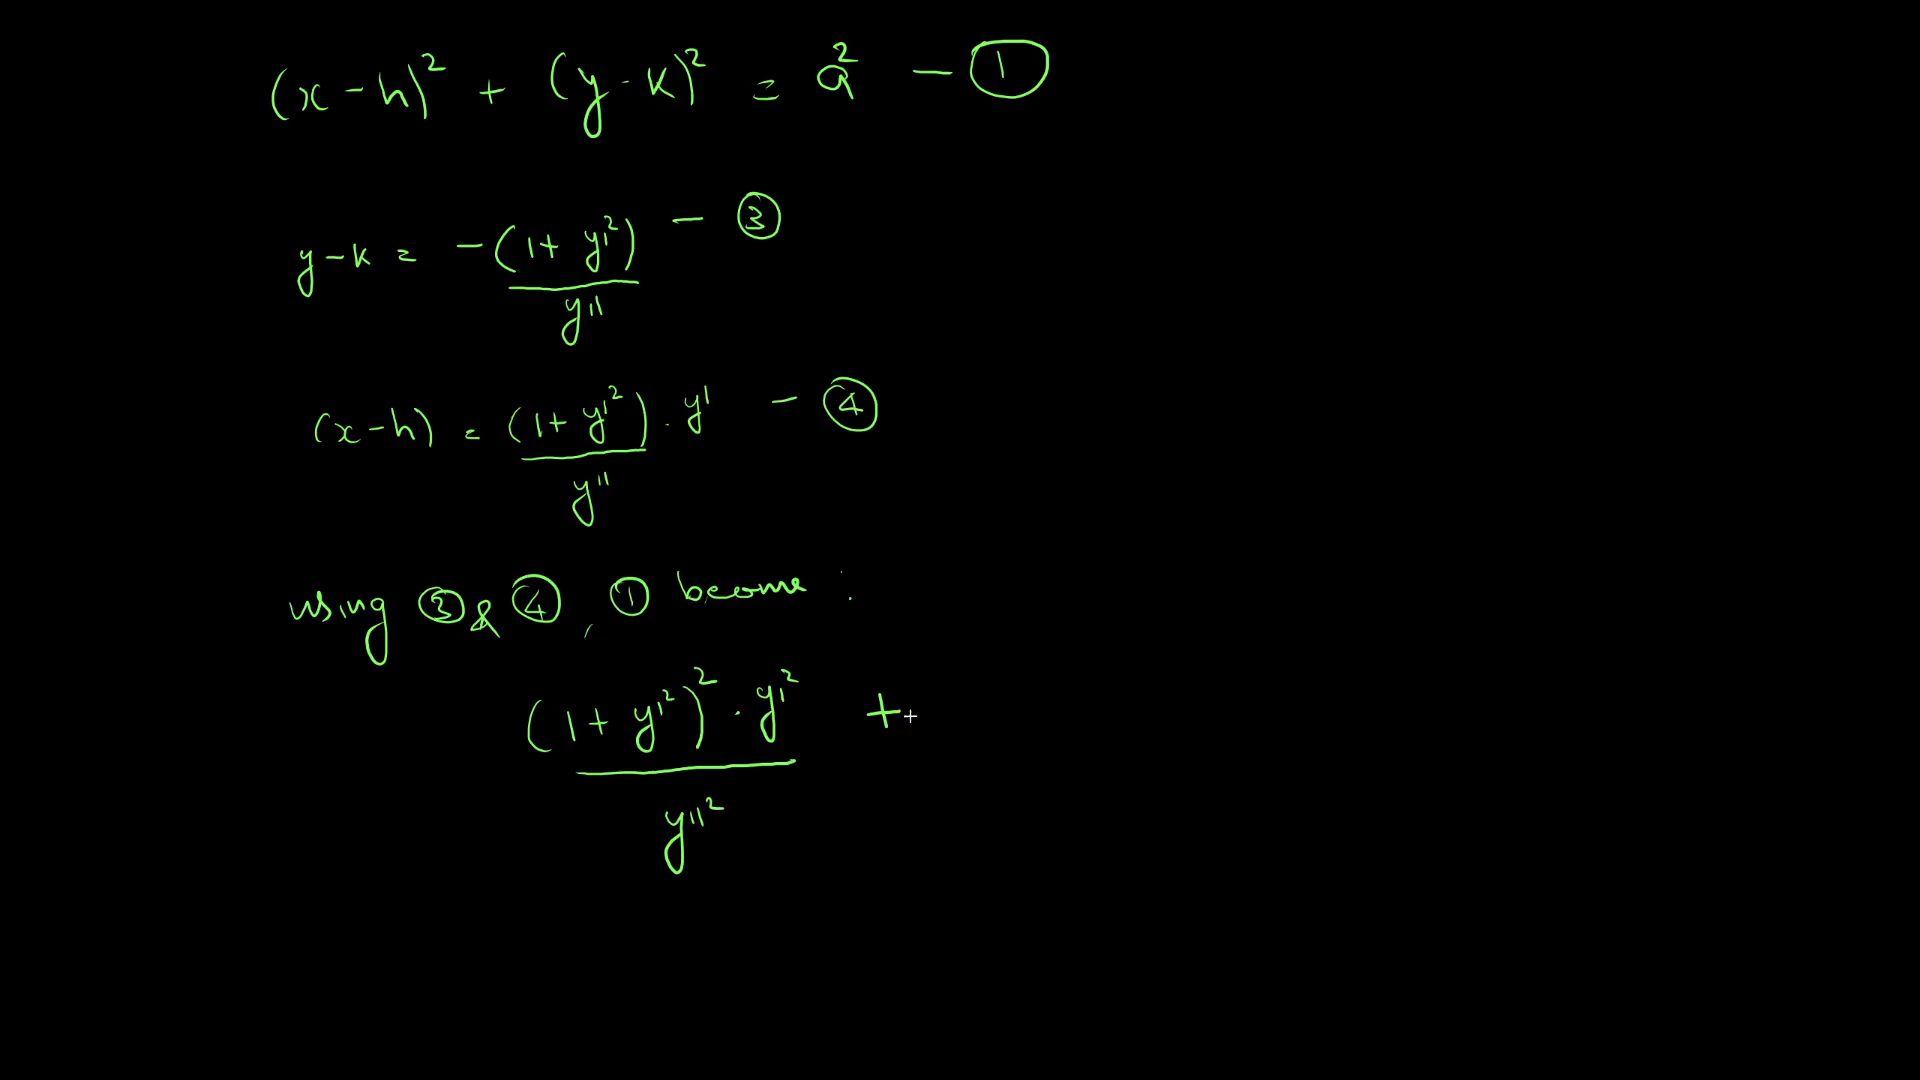 (x-h)² + (y-k)² = a² - ①
y-k = -(1+y'²)/y'' - ③
(x-h) = (1+y'²)/y'' . y' - ④
using ③ & ④, ① become :
(1+y'²)² . y'²/y''² +